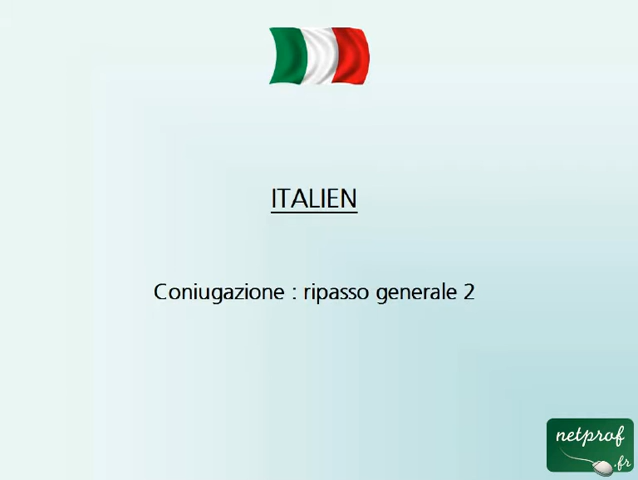 ITALIEN
Coniugazione : ripasso generale 2
netprof
.fr